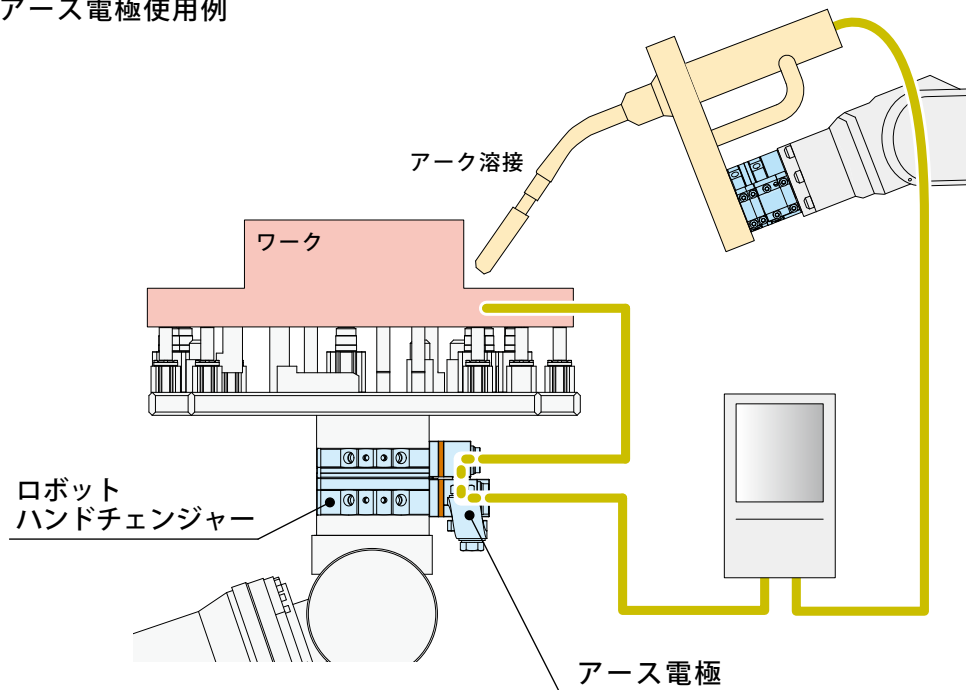 アース電極使用例
アーク溶接
ワーク
ロボット
ハンドチェンジャー
アース電極